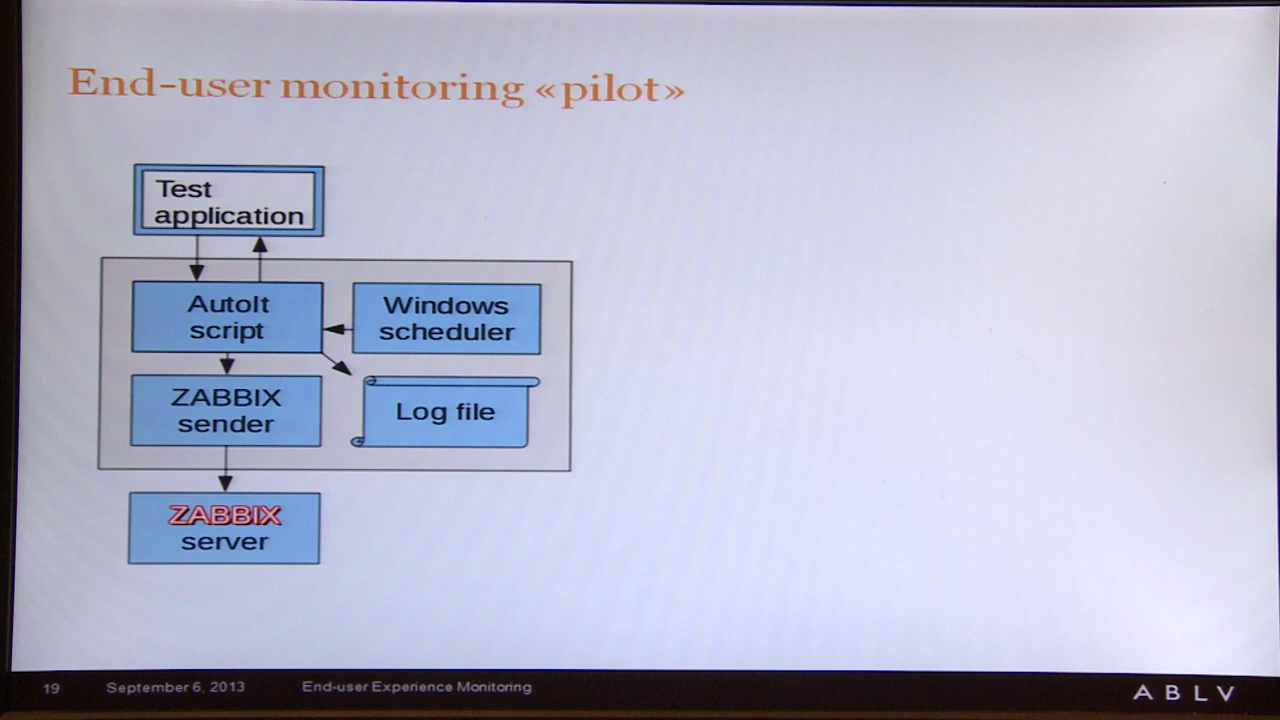 End-user monitoring «pilot»
Test
application
AutoIt
script
Windows
scheduler
ZABBIX
sender
Log file
ZABBIX
server
19 September 6, 2013 End-user Experience Monitoring ABLV